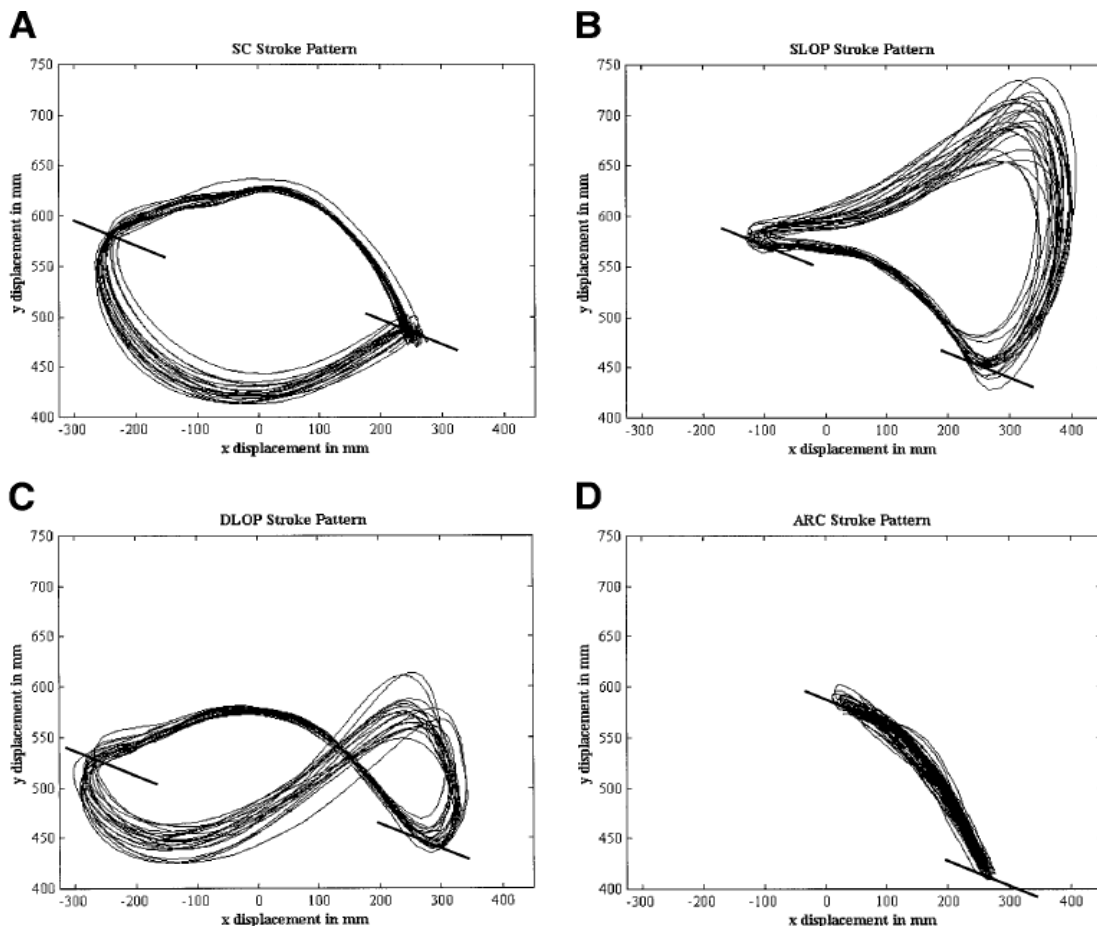 A
SC Stroke Pattern
y displacement in mm
750
700
650
600
550
500
450
400
-300 -200 -100 0 100 200 300 400
x displacement in mm
B
SLOP Stroke Pattern
y displacement in mm
750
700
650
600
550
500
450
400
-300 -200 -100 0 100 200 300 400
x displacement in mm
C
DLOP Stroke Pattern
y displacement in mm
750
700
650
600
550
500
450
400
-300 -200 -100 0 100 200 300 400
x displacement in mm
D
ARC Stroke Pattern
y displacement in mm
750
700
650
600
550
500
450
400
-300 -200 -100 0 100 200 300 400
x displacement in mm